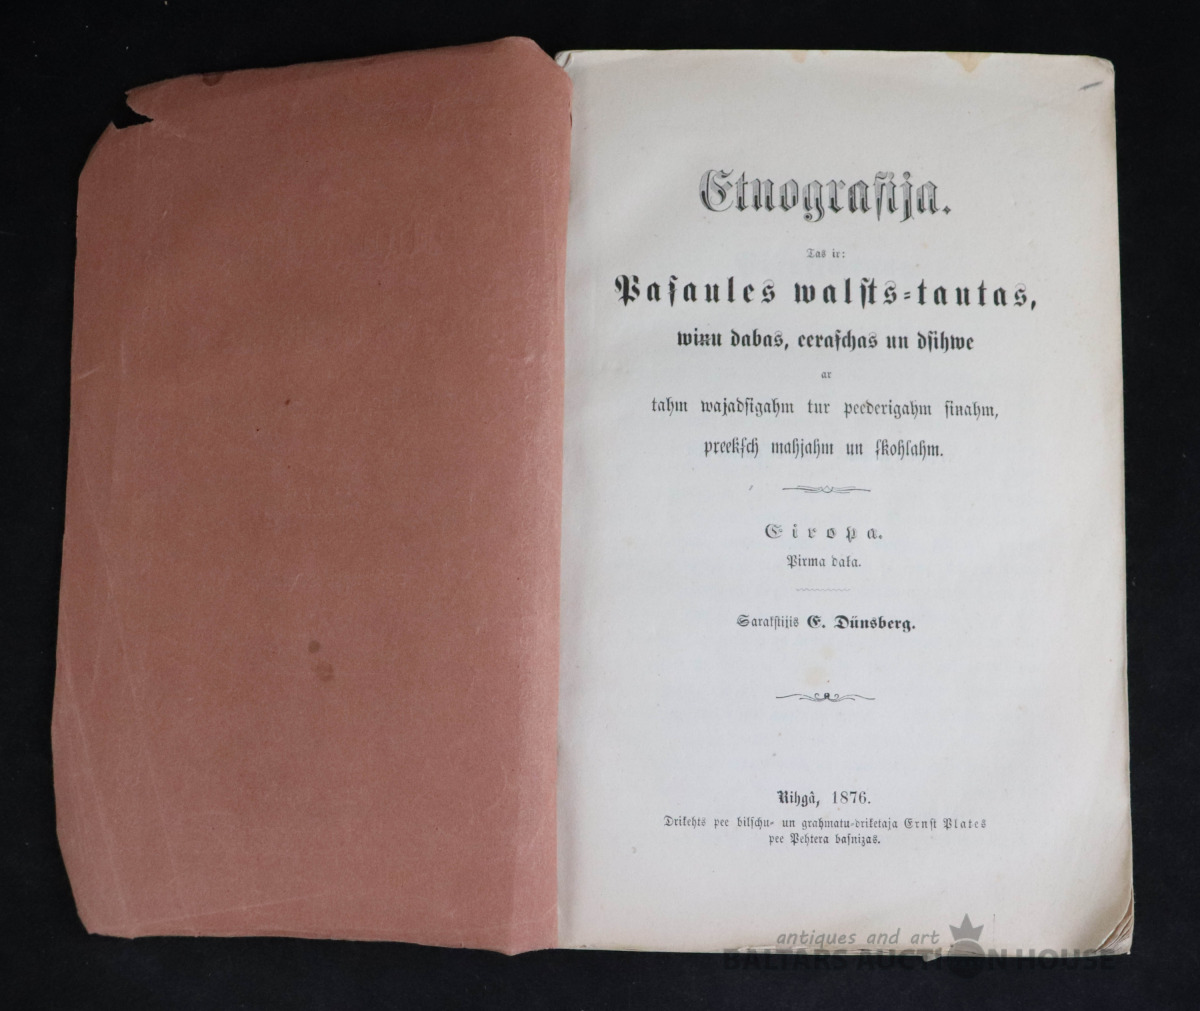 Etnografija.
Tas ir:
Paſaules walſts-tautas,
winu dabas, eeraſchas un dſihwe
ar
tahm wajadſigahm tur peederigahm ſinahm,
preekſch mahjahm un ſkohlahm.
Eiropa.
Pirma data.
Sarakſtijis E. Dünsberg.
Rihgâ, 1876.
Drikehts pee bilſchu- un grahmatu-driketaja Ernſt Plates
pee Pehtera baſnizas.
antiques and art
BALTARS AUCTION HOUSE